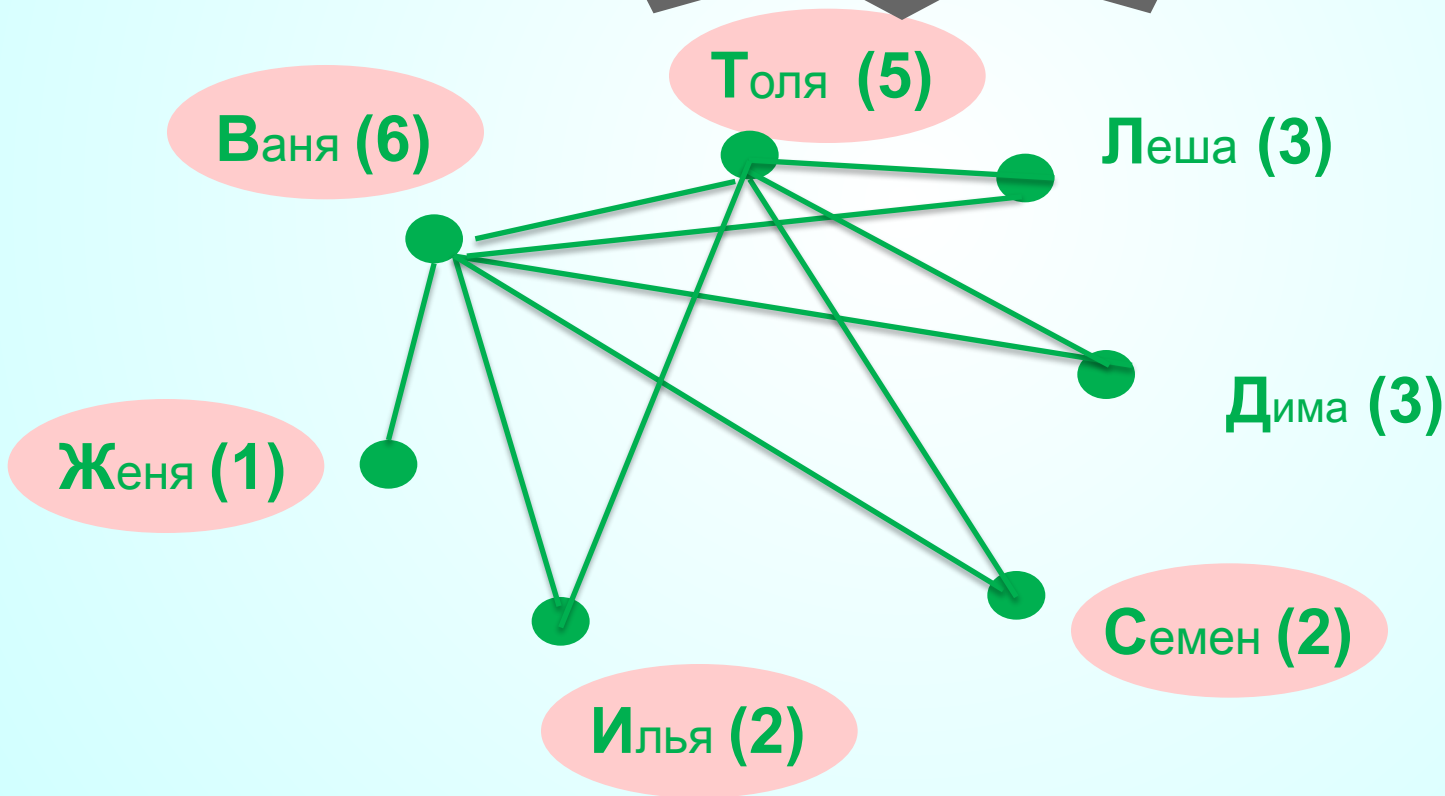 Толя (5)
Ваня (6)
Леша (3)
Дима (3)
Женя (1)
Семен (2)
Илья (2)